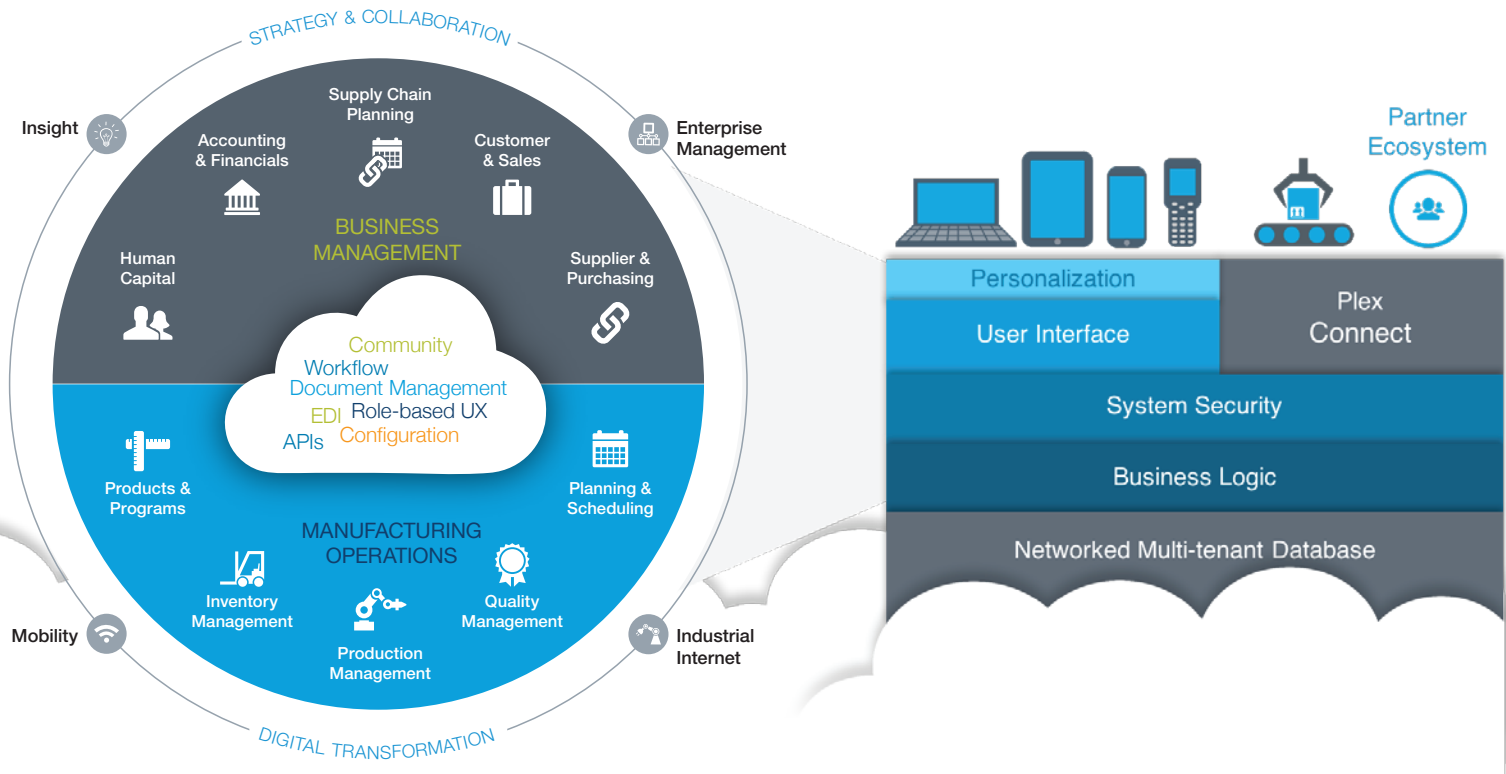 STRATEGY & COLLABORATION
Insight
Enterprise
Management
Supply Chain
Planning
Accounting
& Financials
Customer
& Sales
BUSINESS
MANAGEMENT
Human
Capital
Supplier &
Purchasing
Community
Workflow
Document Management
EDI Role-based UX
APIs Configuration
Products &
Programs
Planning &
Scheduling
MANUFACTURING
OPERATIONS
Inventory
Management
Quality
Management
Production
Management
Mobility
Industrial
Internet
DIGITAL TRANSFORMATION
Partner
Ecosystem
m
Personalization
User Interface
Plex
Connect
System Security
Business Logic
Networked Multi-tenant Database